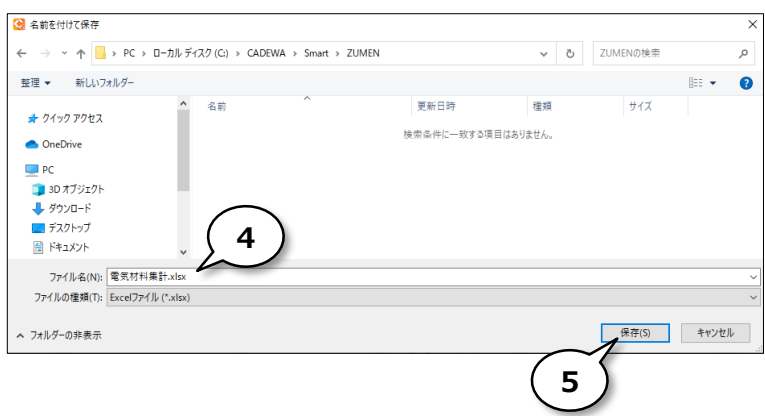 名前を付けて保存
PC › ローカル ディスク (C:) › CADEWA › Smart › ZUMEN
ZUMENの検索
整理 新しいフォルダー
名前 更新日時 種類 サイズ
クイック アクセス
検索条件に一致する項目はありません。
OneDrive
PC
3D オブジェクト
ダウンロード
デスクトップ
ドキュメント
4
ファイル名(N): 電気材料集計.xlsx
ファイルの種類(T): Excelファイル (*.xlsx)
フォルダーの非表示
保存(S) キャンセル
5